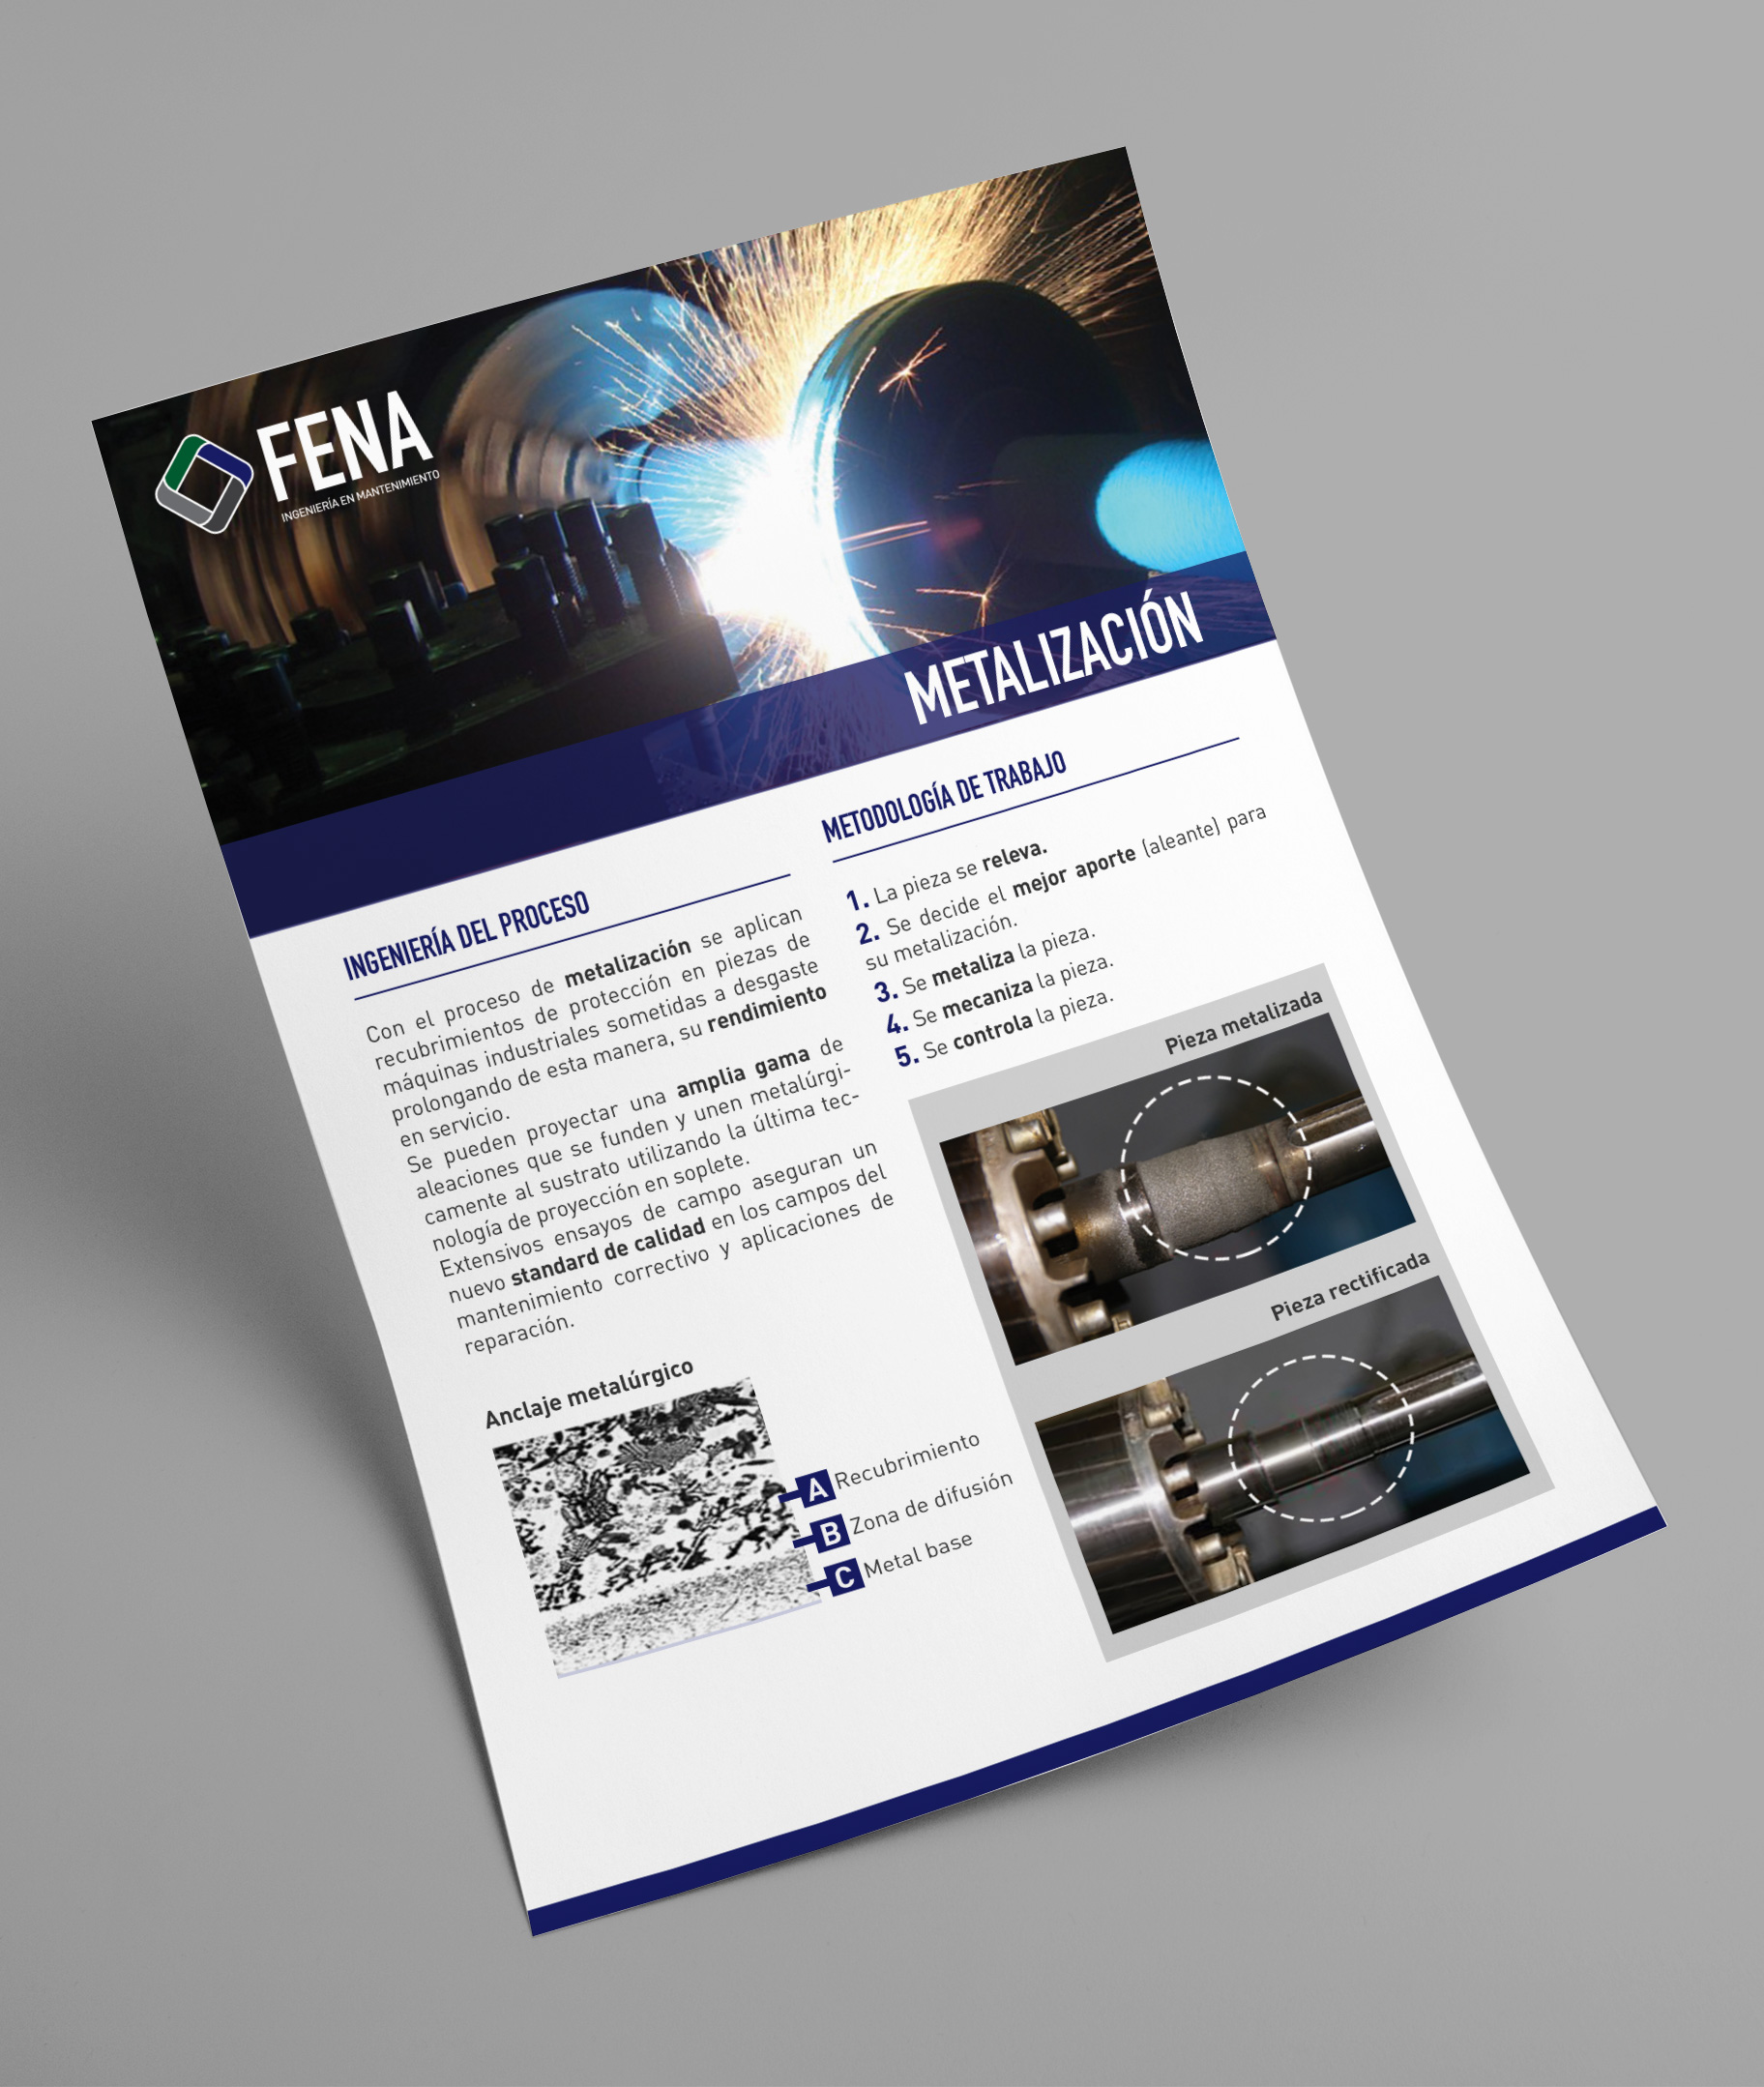 FENA
INGENIERÍA EN MANTENIMIENTO
METALIZACIÓN
INGENIERÍA DEL PROCESO
Con el proceso de metalización se aplican
recubrimientos de protección en piezas de
máquinas industriales sometidas a desgaste
prolongando de esta manera, su rendimiento
en servicio.
Se pueden proyectar una amplia gama de
aleaciones que se funden y unen metalúrgi-
camente al sustrato utilizando la última tec-
nología de proyección en soplete.
Extensivos ensayos de campo aseguran un
nuevo standard de calidad en los campos del
mantenimiento correctivo y aplicaciones de
reparación.
Anclaje metalúrgico
A Recubrimiento
B Zona de difusión
C Metal base
METODOLOGÍA DE TRABAJO
1. La pieza se releva.
2. Se decide el mejor aporte (aleante) para
su metalización.
3. Se metaliza la pieza.
4. Se mecaniza la pieza.
5. Se controla la pieza.
Pieza metalizada
Pieza rectificada